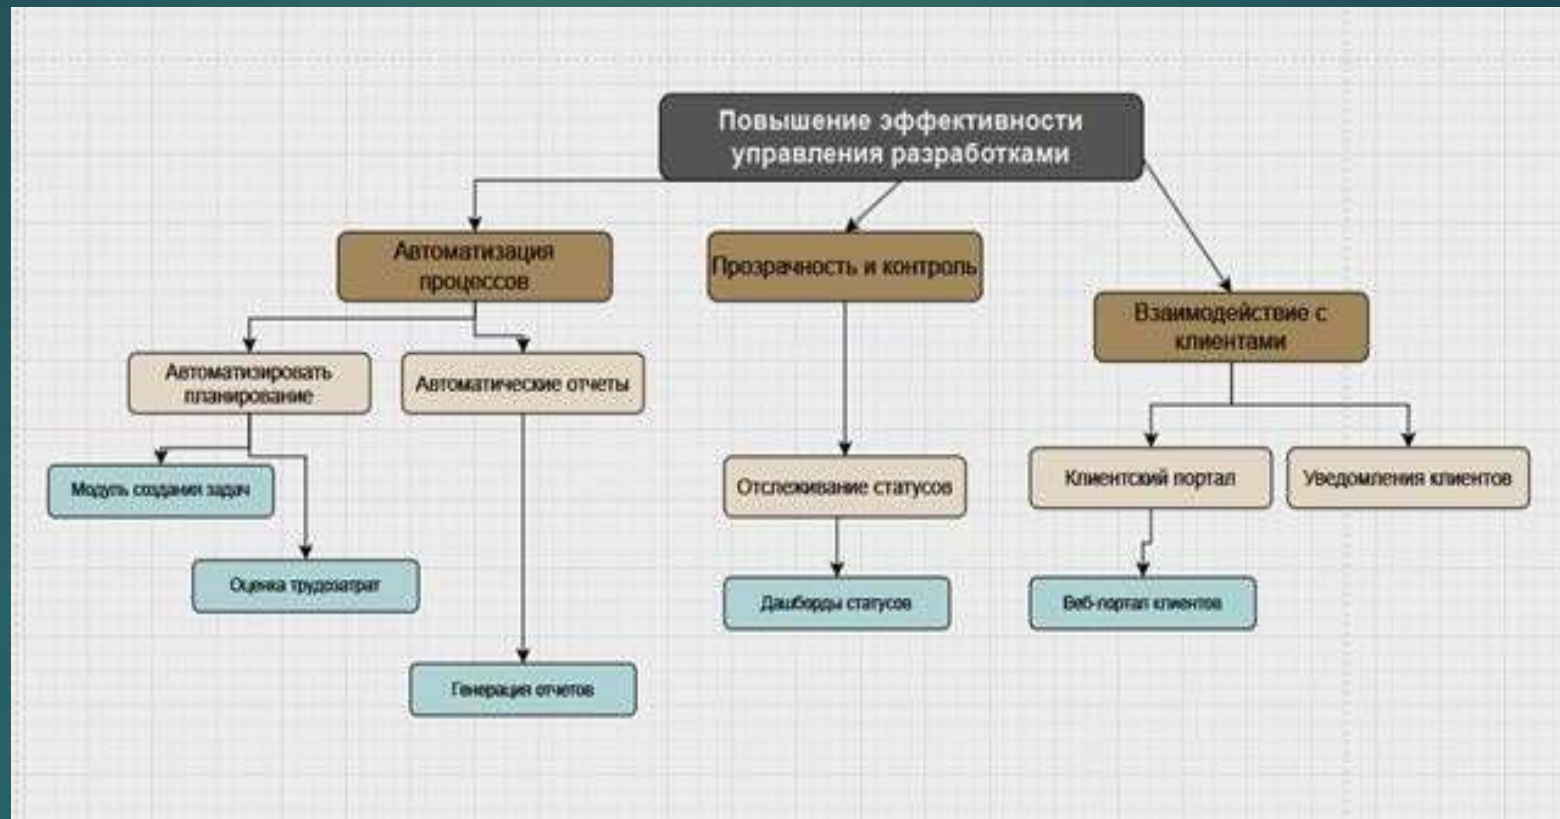 Повышение эффективности
управления разработками
Автоматизация
процессов
Прозрачность и контроль
Взаимодействие с
клиентами
Автоматизировать
планирование
Автоматические отчеты
Отслеживание статусов
Клиентский портал
Уведомления клиентов
Модуль создания задач
Оценка трудозатрат
Дашборды статусов
Веб-портал клиентов
Генерация отчетов